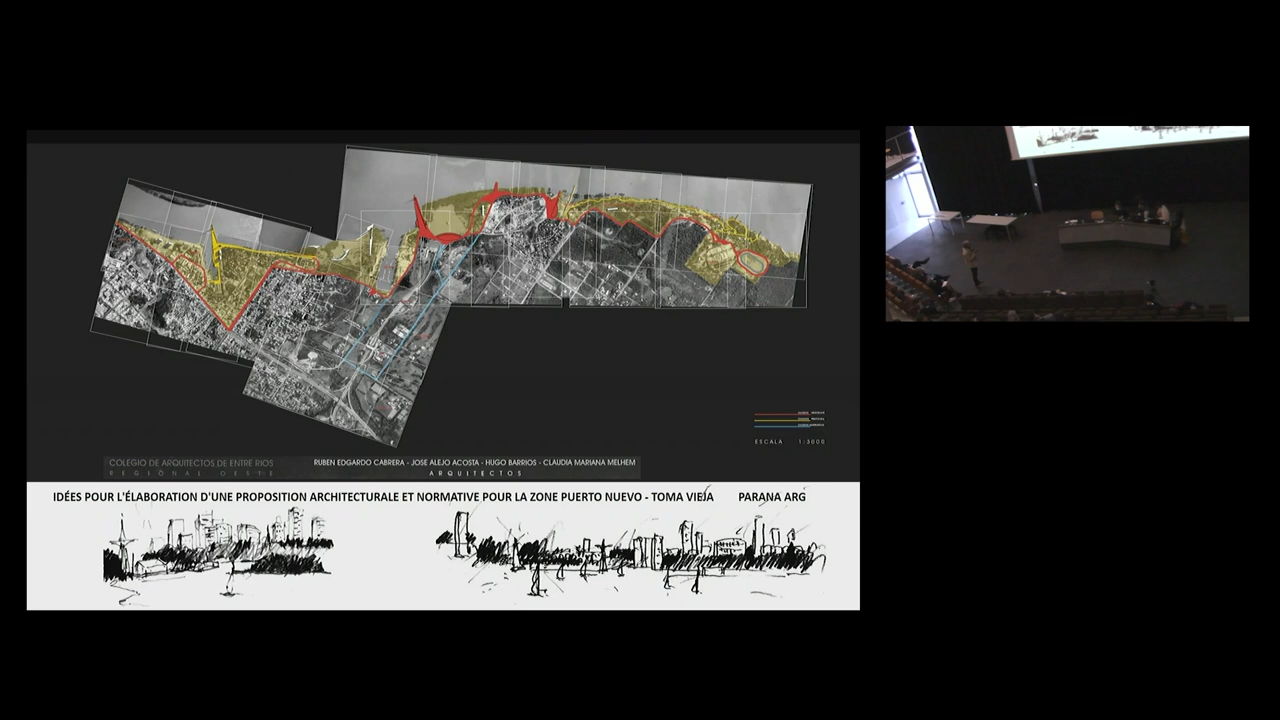 ESCALA 1:3000
COLEGIO DE ARQUITECTOS DE ENTRE RIOS
REGIONAL OESTE
RUBEN EDGARDO CABRERA - JOSE ALEJO ACOSTA - HUGO BARRIOS - CLAUDIA MARIANA MELHEM
ARQUITECTOS
IDÉES POUR L'ÉLABORATION D'UNE PROPOSITION ARCHITECTURALE ET NORMATIVE POUR LA ZONE PUERTO NUEVO - TOMA VIEJA PARANA ARG